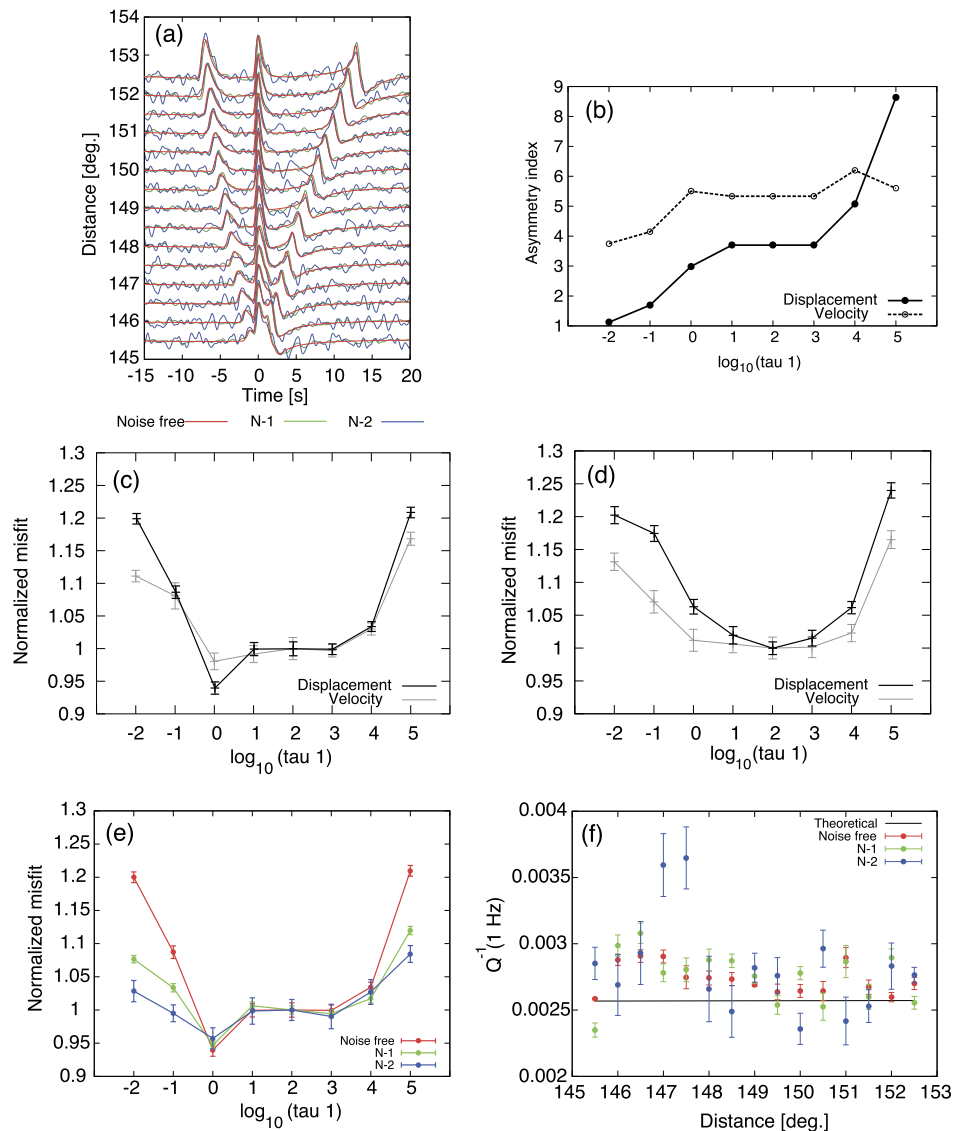 (a)
154
153
152
151
150
149
148
147
146
145
Distance [deg.]
-15 -10 -5 0 5 10 15 20
Time [s]
Noise free N-1 N-2
(b)
9
8
7
6
5
4
3
2
1
Asymmetry index
Displacement
Velocity
-2 -1 0 1 2 3 4 5
log10(tau 1)
(c)
1.3
1.25
1.2
1.15
1.1
1.05
1
0.95
0.9
Normalized misfit
Displacement
Velocity
-2 -1 0 1 2 3 4 5
log10(tau 1)
(d)
1.3
1.25
1.2
1.15
1.1
1.05
1
0.95
0.9
Normalized misfit
Displacement
Velocity
-2 -1 0 1 2 3 4 5
log10(tau 1)
(e)
1.3
1.25
1.2
1.15
1.1
1.05
1
0.95
0.9
Normalized misfit
Noise free
N-1
N-2
-2 -1 0 1 2 3 4 5
log10(tau 1)
(f)
0.004
0.0035
0.003
0.0025
0.002
Q-1(1 Hz)
Theoretical
Noise free
N-1
N-2
145 146 147 148 149 150 151 152 153
Distance [deg.]